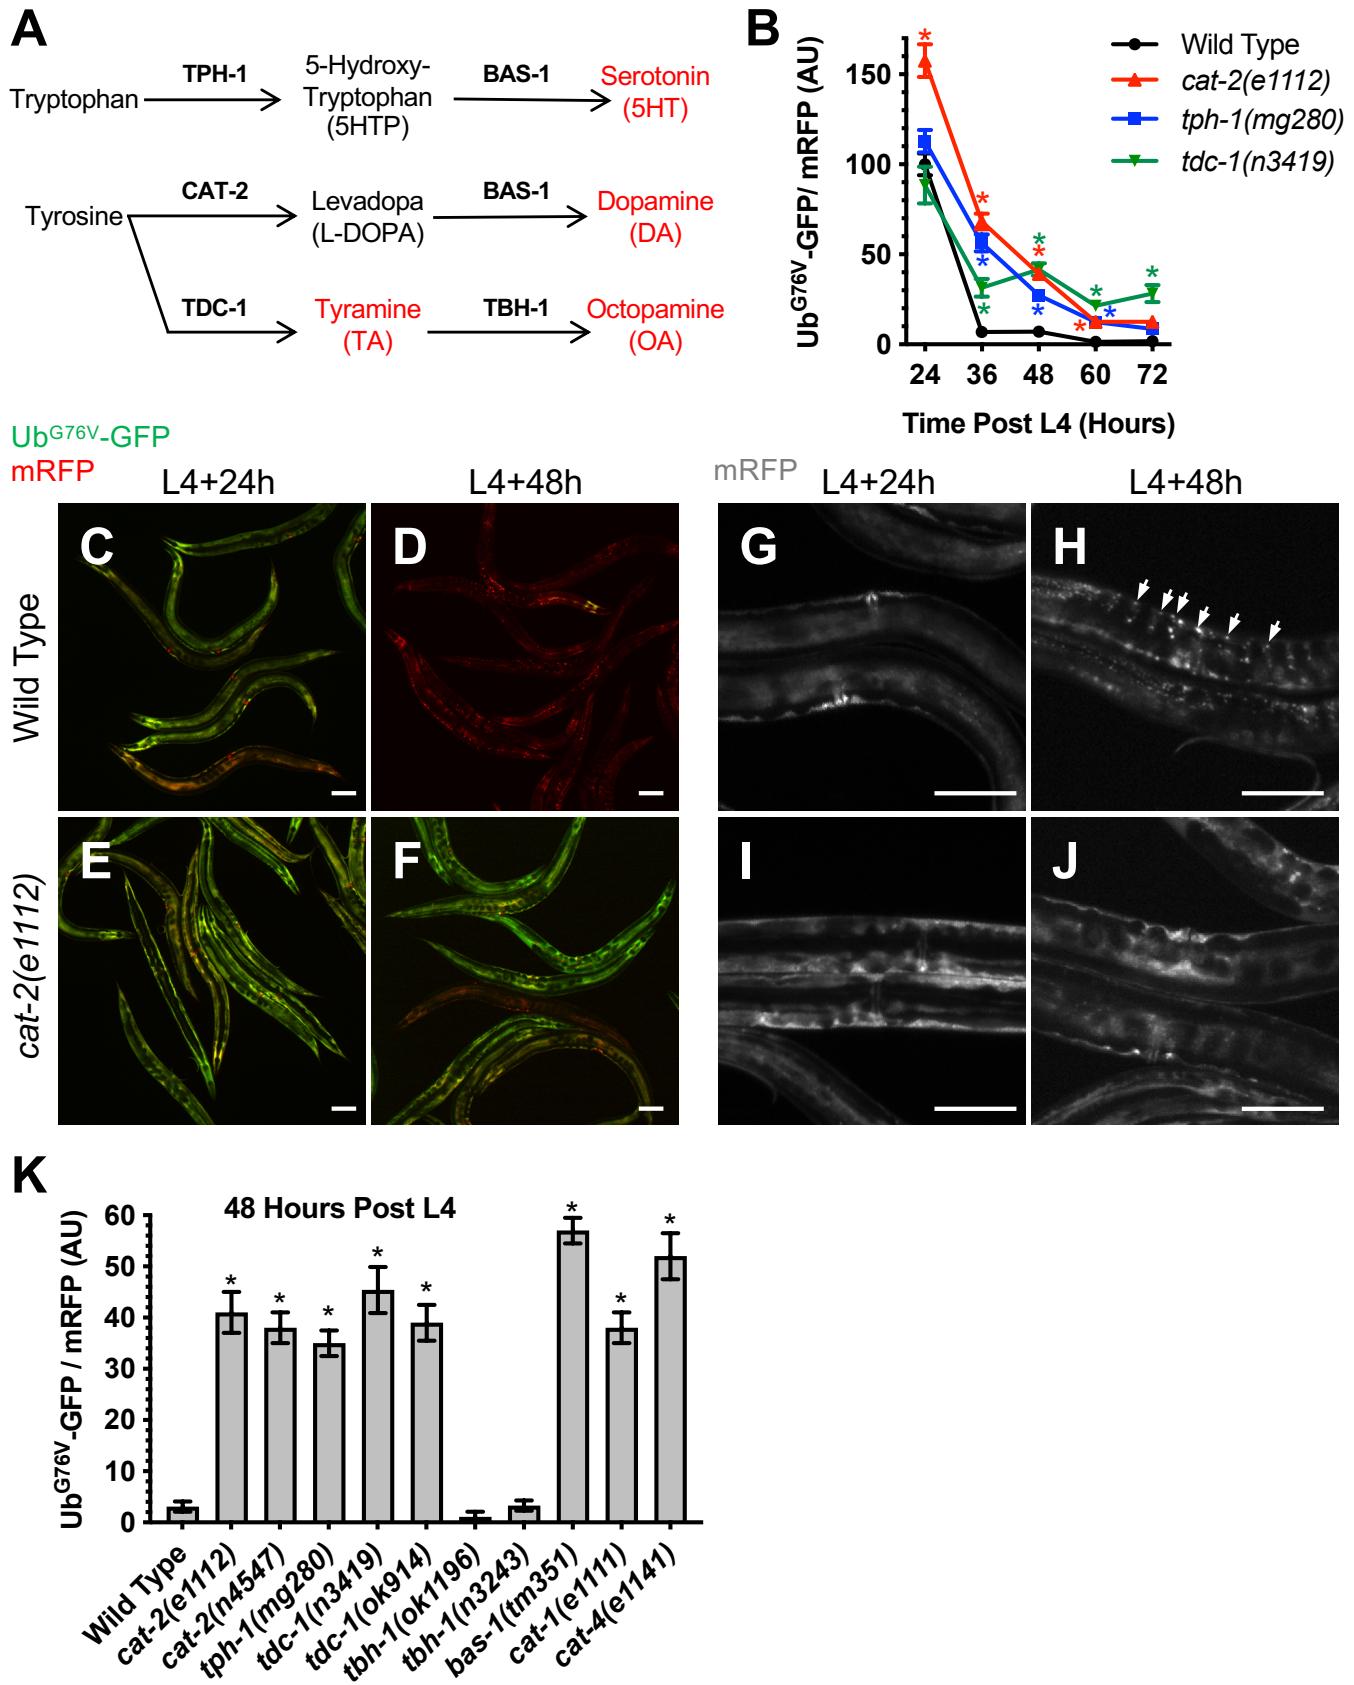 A
TPH-1
BAS-1
Tryptophan
5-Hydroxy-
Tryptophan
(5HTP)
Serotonin
(5HT)
CAT-2
BAS-1
Tyrosine
Levadopa
(L-DOPA)
Dopamine
(DA)
TDC-1
TBH-1
Tyramine
(TA)
Octopamine
(OA)
B
Ub^G76V-GFP/ mRFP (AU)
150
100
50
0
24 36 48 60 72
Time Post L4 (Hours)
Wild Type
cat-2(e1112)
tph-1(mg280)
tdc-1(n3419)
* * * * * * * * * * *
Ub^G76V-GFP
mRFP
L4+24h
L4+48h
mRFP
L4+24h
L4+48h
Wild Type
C
D
G
H
cat-2(e1112)
E
F
I
J
K
48 Hours Post L4
Ub^G76V-GFP / mRFP (AU)
60
50
40
30
20
10
0
* * * * * * * *
Wild Type
cat-2(e1112)
cat-2(n4547)
tph-1(mg280)
tdc-1(n3419)
tdc-1(ok914)
tbh-1(ok1196)
tbh-1(n3243)
bas-1(tm351)
cat-1(e1111)
cat-4(e1141)